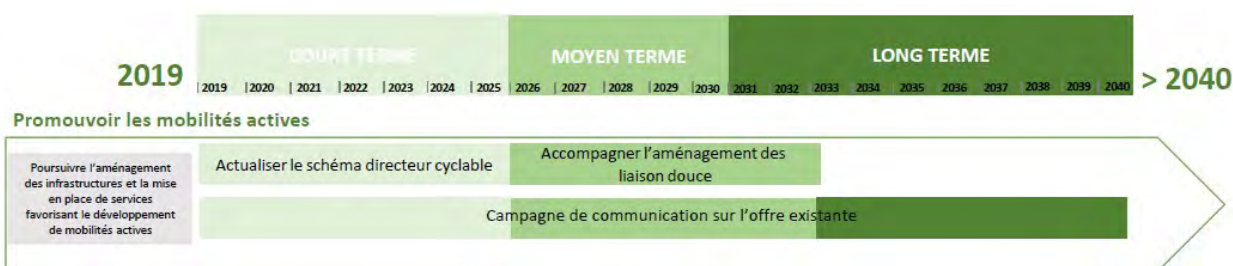 COURT TERME
MOYEN TERME
LONG TERME
2019
|2019 |2020 |2021 |2022 |2023 |2024 |2025 |2026 |2027 |2028 |2029 |2030 |2031 |2032 |2033 |2034 |2035 |2036 |2037 |2038 |2039 |2040
> 2040
Promouvoir les mobilités actives
Poursuivre l'aménagement
des infrastructures et la mise
en place de services
favorisant le développement
de mobilités actives
Actualiser le schéma directeur cyclable
Accompagner l'aménagement des
liaison douce
Campagne de communication sur l'offre existante